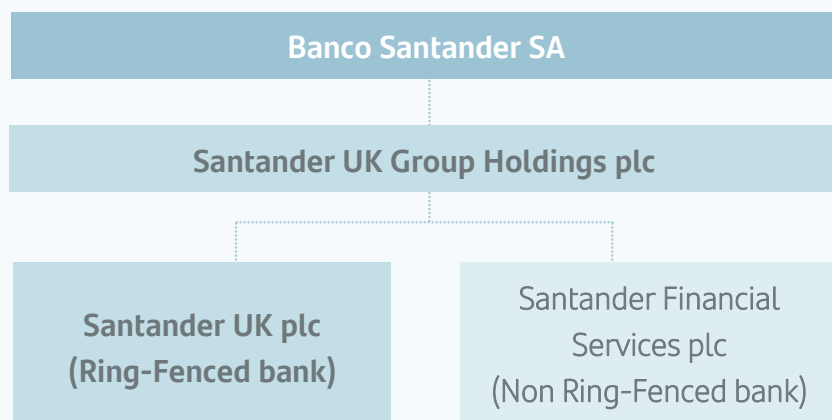 Banco Santander SA
Santander UK Group Holdings plc
Santander UK plc
(Ring-Fenced bank)
Santander Financial
Services plc
(Non Ring-Fenced bank)